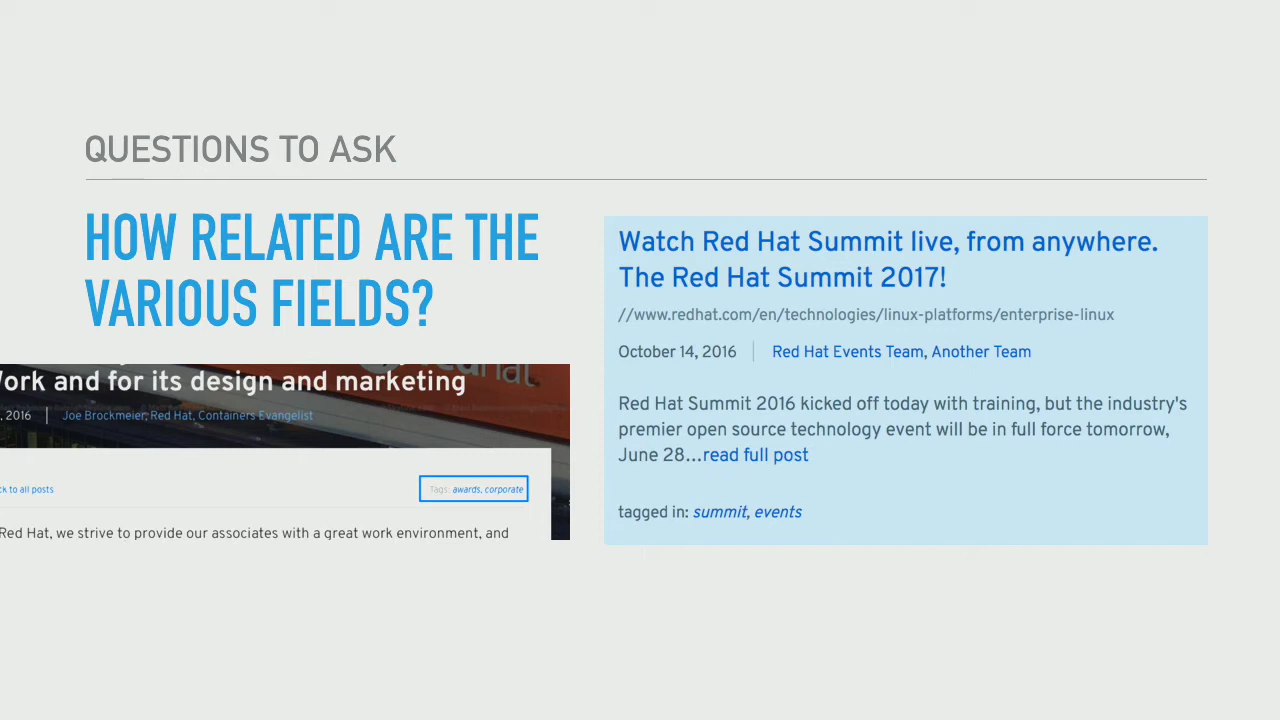 QUESTIONS TO ASK
HOW RELATED ARE THE
VARIOUS FIELDS?
Work and for its design and marketing
, 2016 | Joe Brockmeier, Red Hat, Containers Evangelist
ck to all posts
Tags: awards, corporate
Red Hat, we strive to provide our associates with a great work environment, and
Watch Red Hat Summit live, from anywhere.
The Red Hat Summit 2017!
//www.redhat.com/en/technologies/linux-platforms/enterprise-linux
October 14, 2016 | Red Hat Events Team, Another Team
Red Hat Summit 2016 kicked off today with training, but the industry's
premier open source technology event will be in full force tomorrow,
June 28...read full post
tagged in: summit, events